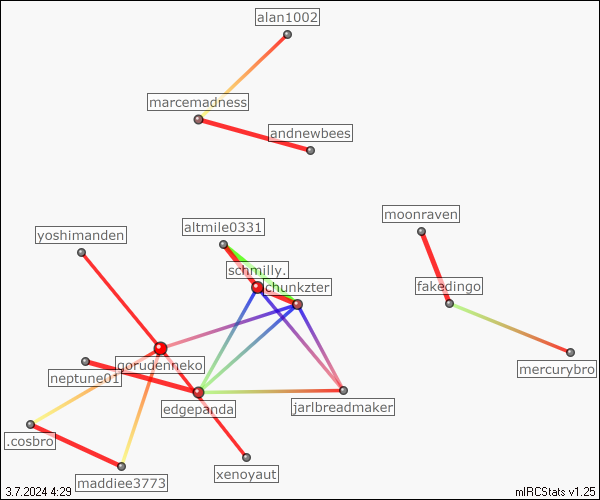 alan1002
marcemadness
andnewbees
moonraven
altmile0331
yoshimanden
schmilly.
chunkzter
fakedingo
gorudenneko
mercurybro
neptune01
edgepanda
jarlbreadmaker
.cosbro
xenoyaut
maddiee3773
3.7.2024 4:29
mIRCStats v1.25